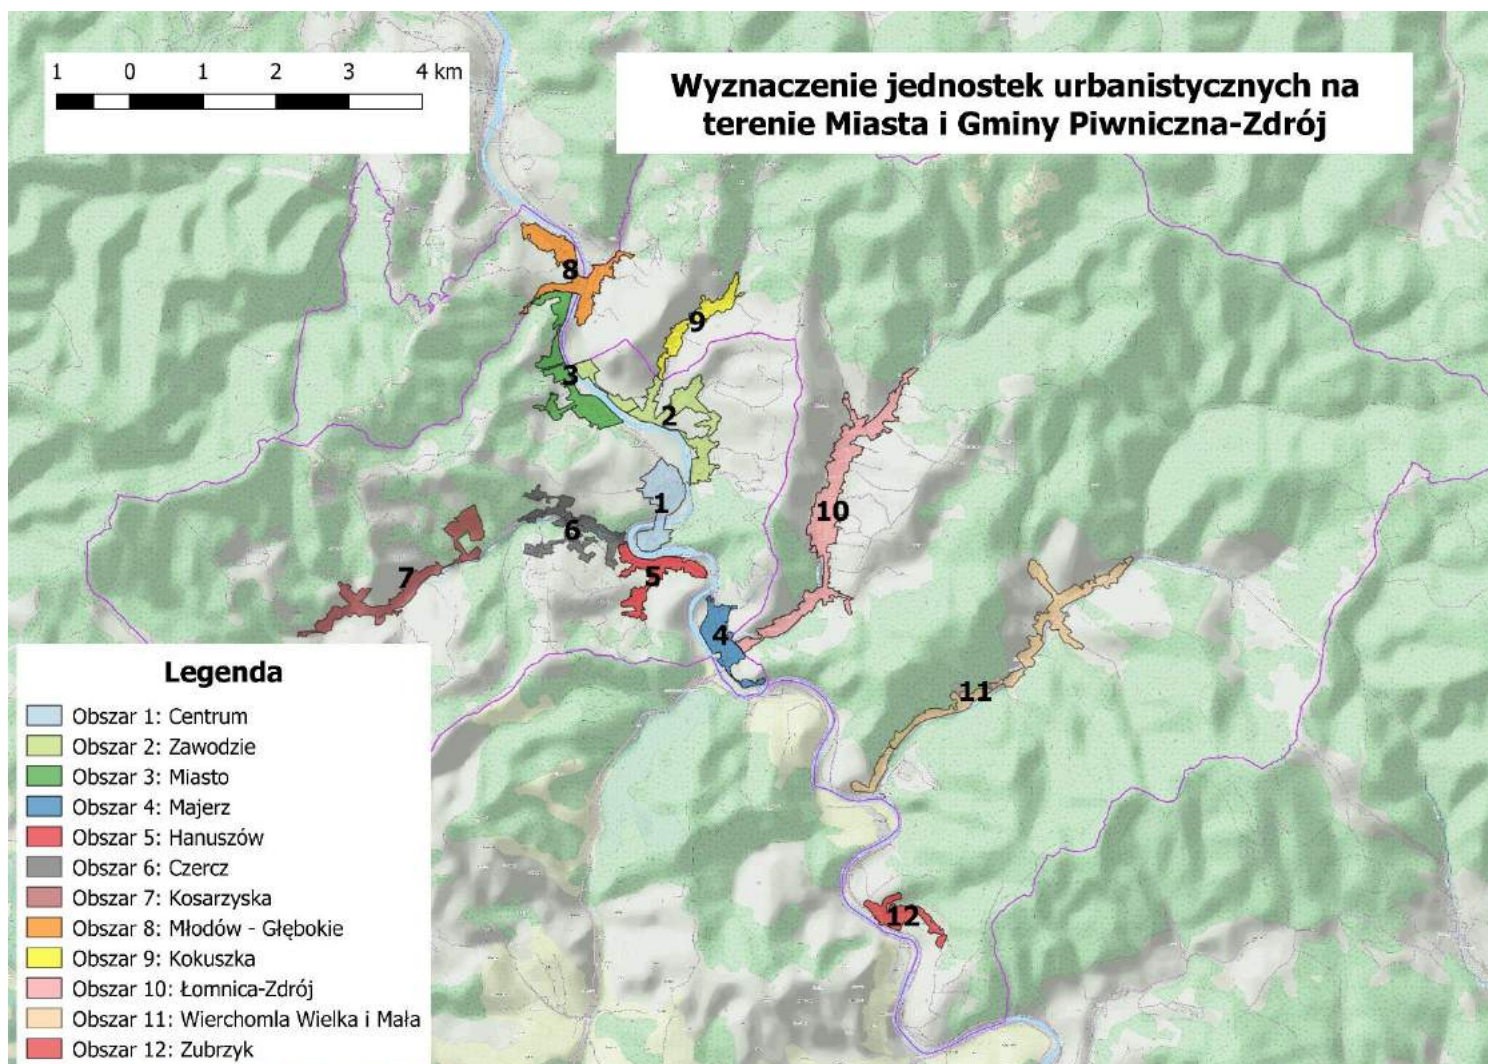 1 0 1 2 3 4 km
Wyznaczenie jednostek urbanistycznych na
terenie Miasta i Gminy Piwniczna-Zdrój
8
9
3
2
1
10
6
7
5
4
11
12
Legenda
Obszar 1: Centrum
Obszar 2: Zawodzie
Obszar 3: Miasto
Obszar 4: Majerz
Obszar 5: Hanuszów
Obszar 6: Czercz
Obszar 7: Kosarzyska
Obszar 8: Młodów - Głębokie
Obszar 9: Kokuszka
Obszar 10: Łomnica-Zdrój
Obszar 11: Wierchomla Wielka i Mała
Obszar 12: Zubrzyk